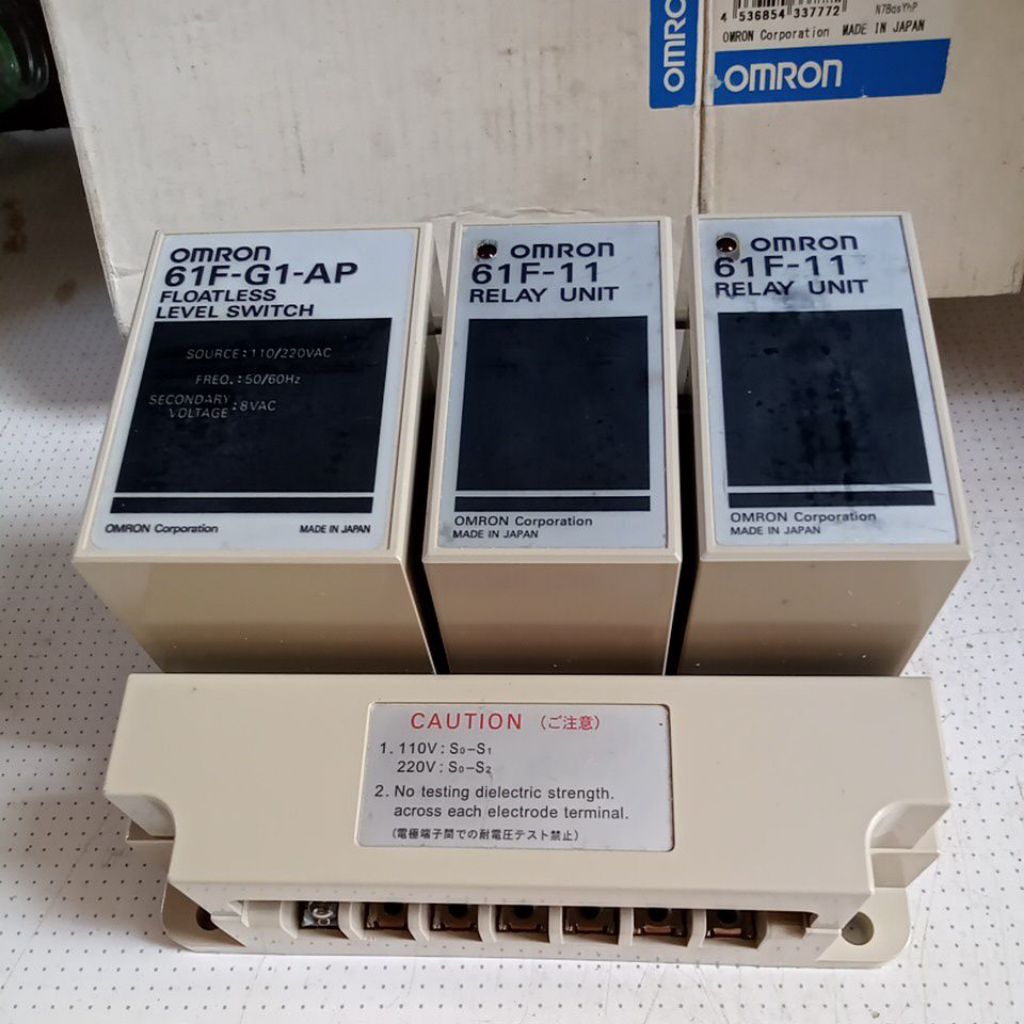 OMRON
4 536854 337772
OMRON Corporation MADE IN JAPAN
OMRON
OMRON
61F-G1-AP
FLOATLESS
LEVEL SWITCH
SOURCE: 110/220VAC
FREQ.: 50/60Hz
SECONDARY
VOLTAGE : 8VAC
OMRON Corporation MADE IN JAPAN
OMRON
61F-11
RELAY UNIT
OMRON Corporation
MADE IN JAPAN
OMRON
61F-11
RELAY UNIT
OMRON Corporation
MADE IN JAPAN
CAUTION (ご注意)
1. 110V : S₀–S₁
220V : S₀–S₂
2. No testing dielectric strength.
across each electrode terminal.
(電極端子間での耐電圧テスト禁止)